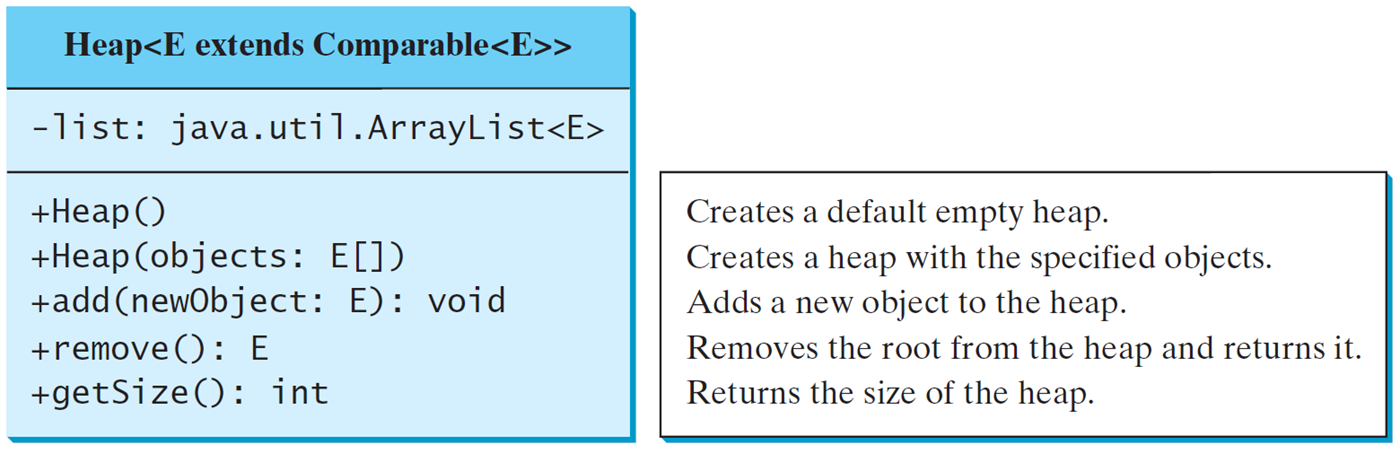 Heap<E extends Comparable<E>>
-list: java.util.ArrayList<E>
+Heap()
+Heap(objects: E[])
+add(newObject: E): void
+remove(): E
+getSize(): int
Creates a default empty heap.
Creates a heap with the specified objects.
Adds a new object to the heap.
Removes the root from the heap and returns it.
Returns the size of the heap.